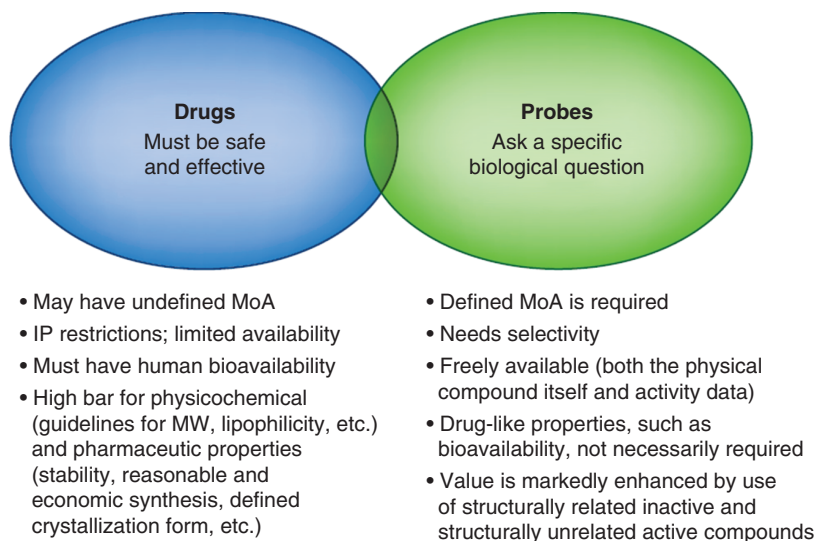 Drugs
Must be safe
and effective
Probes
Ask a specific
biological question
• May have undefined MoA
• IP restrictions; limited availability
• Must have human bioavailability
• High bar for physicochemical
(guidelines for MW, lipophilicity, etc.)
and pharmaceutic properties
(stability, reasonable and
economic synthesis, defined
crystallization form, etc.)
• Defined MoA is required
• Needs selectivity
• Freely available (both the physical
compound itself and activity data)
• Drug-like properties, such as
bioavailability, not necessarily required
• Value is markedly enhanced by use
of structurally related inactive and
structurally unrelated active compounds